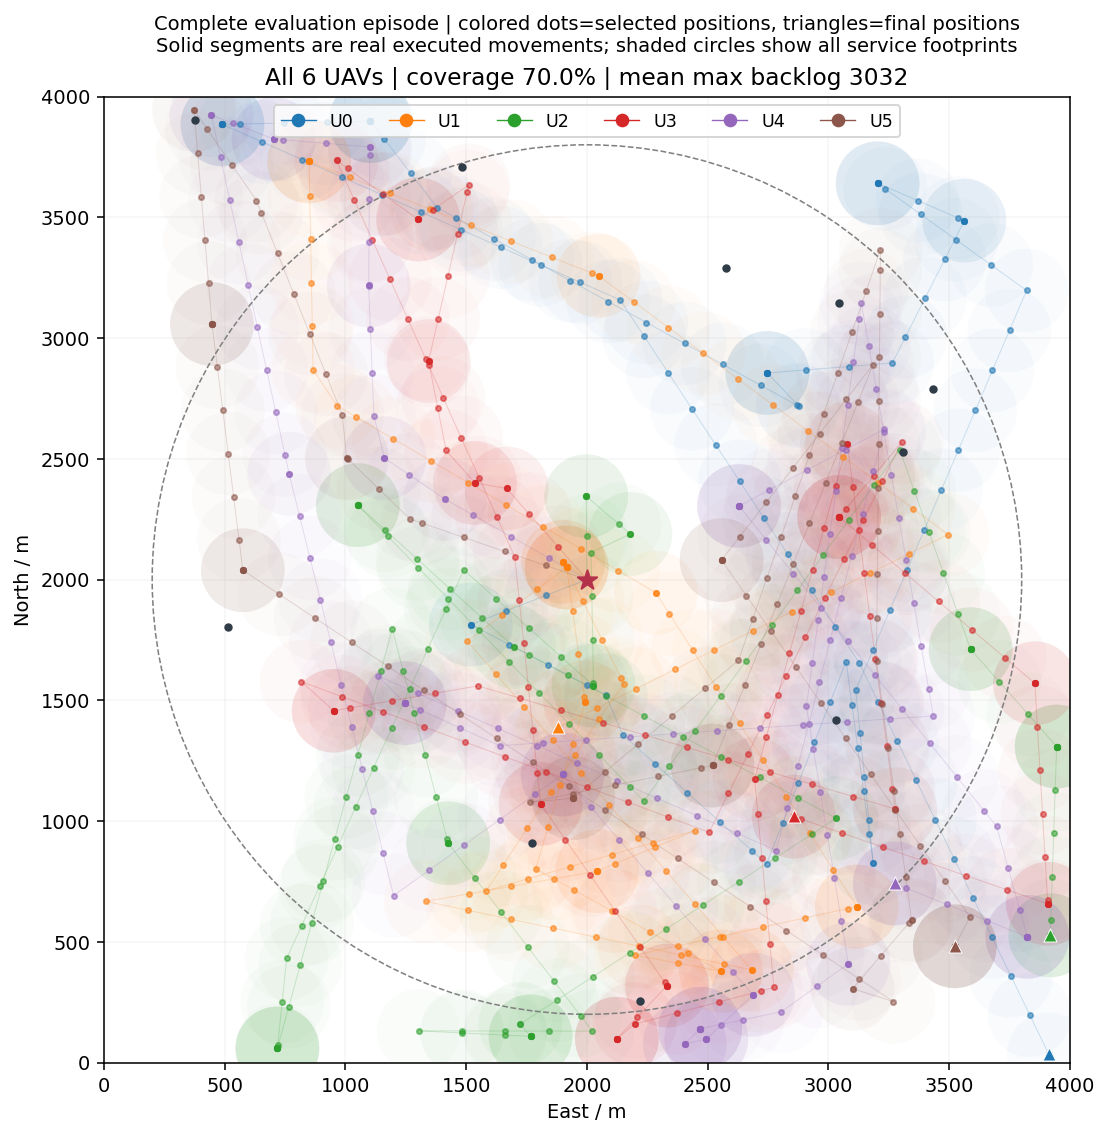 Complete evaluation episode | colored dots=selected positions, triangles=final positions
Solid segments are real executed movements; shaded circles show all service footprints
All 6 UAVs | coverage 70.0% | mean max backlog 3032
U0 U1 U2 U3 U4 U5
4000
3500
3000
2500
2000
1500
1000
500
0
North / m
0 500 1000 1500 2000 2500 3000 3500 4000
East / m